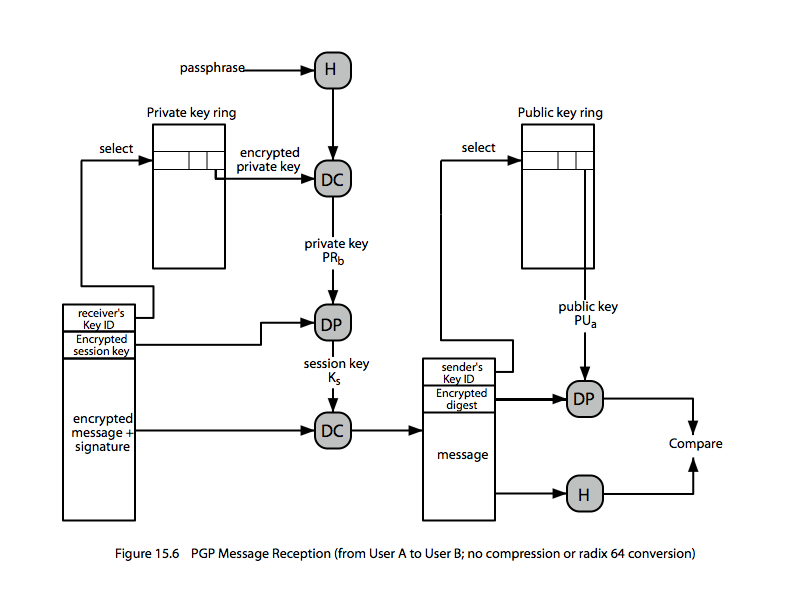 passphrase
H
Private key ring
Public key ring
select
encrypted
private key
DC
select
private key
PRb
receiver's
Key ID
Encrypted
session key
DP
session key
Ks
public key
PUa
sender's
Key ID
Encrypted
digest
DP
encrypted
message +
signature
DC
message
Compare
H
Figure 15.6 PGP Message Reception (from User A to User B; no compression or radix 64 conversion)